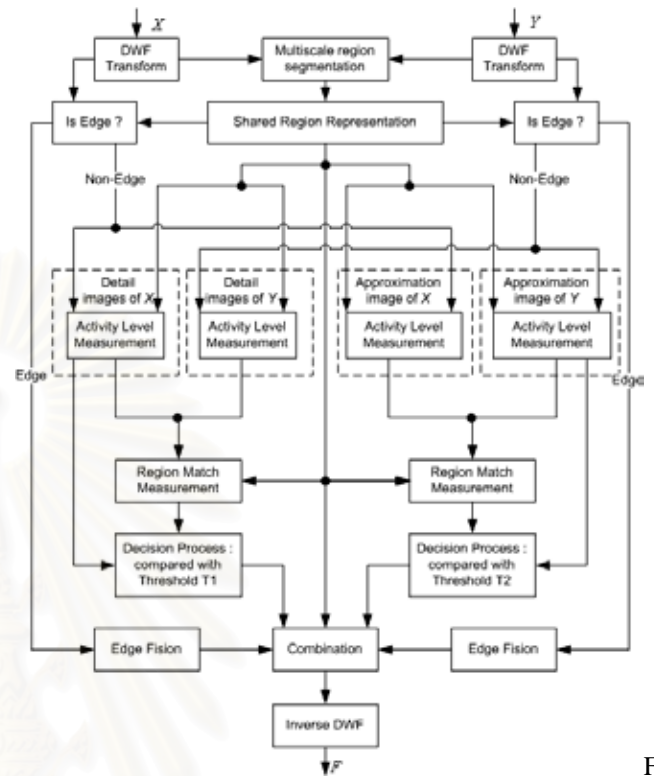 X
Y
DWF
Transform
Multiscale region
segmentation
DWF
Transform
Is Edge ?
Shared Region Representation
Is Edge ?
Non-Edge
Non-Edge
Detail
images of X
Detail
images of Y
Approximation
image of X
Approximation
image of Y
Activity Level
Measurement
Activity Level
Measurement
Activity Level
Measurement
Activity Level
Measurement
Edge
Edge
Region Match
Measurement
Region Match
Measurement
Decision Process :
compared with
Threshold T1
Decision Process :
compared with
Threshold T2
Edge Fision
Combination
Edge Fision
Inverse DWF
F